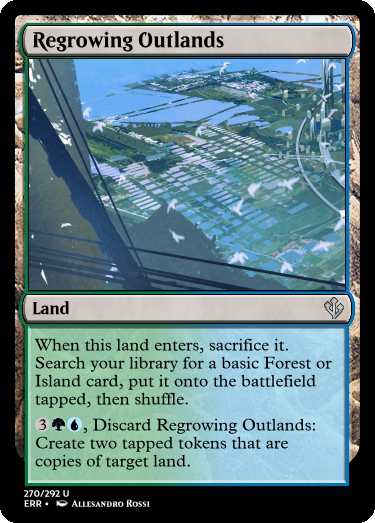 Regrowing Outlands
Land
When this land enters, sacrifice it.
Search your library for a basic Forest or
Island card, put it onto the battlefield
tapped, then shuffle.
3, Discard Regrowing Outlands:
Create two tapped tokens that are
copies of target land.
270/292 U
ERR • Allesandro Rossi